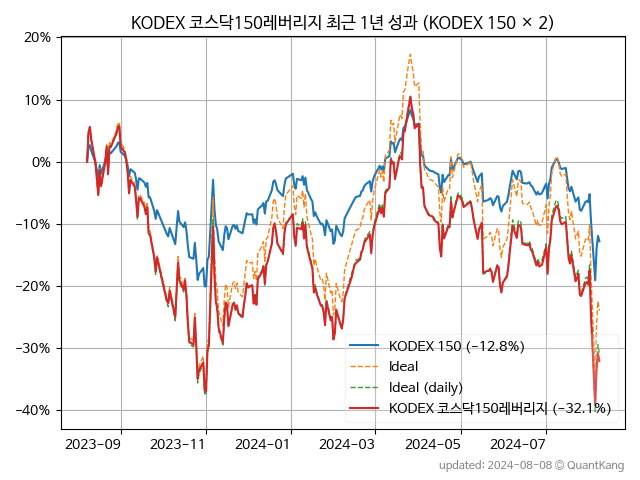 KODEX 코스닥150레버리지 최근 1년 성과 (KODEX 150 × 2)
20%
10%
0%
−10%
−20%
−30%
−40%
KODEX 150 (−12.8%)
Ideal
Ideal (daily)
KODEX 코스닥150레버리지 (−32.1%)
2023-09
2023-11
2024-01
2024-03
2024-05
2024-07
updated: 2024-08-08 © QuantKang